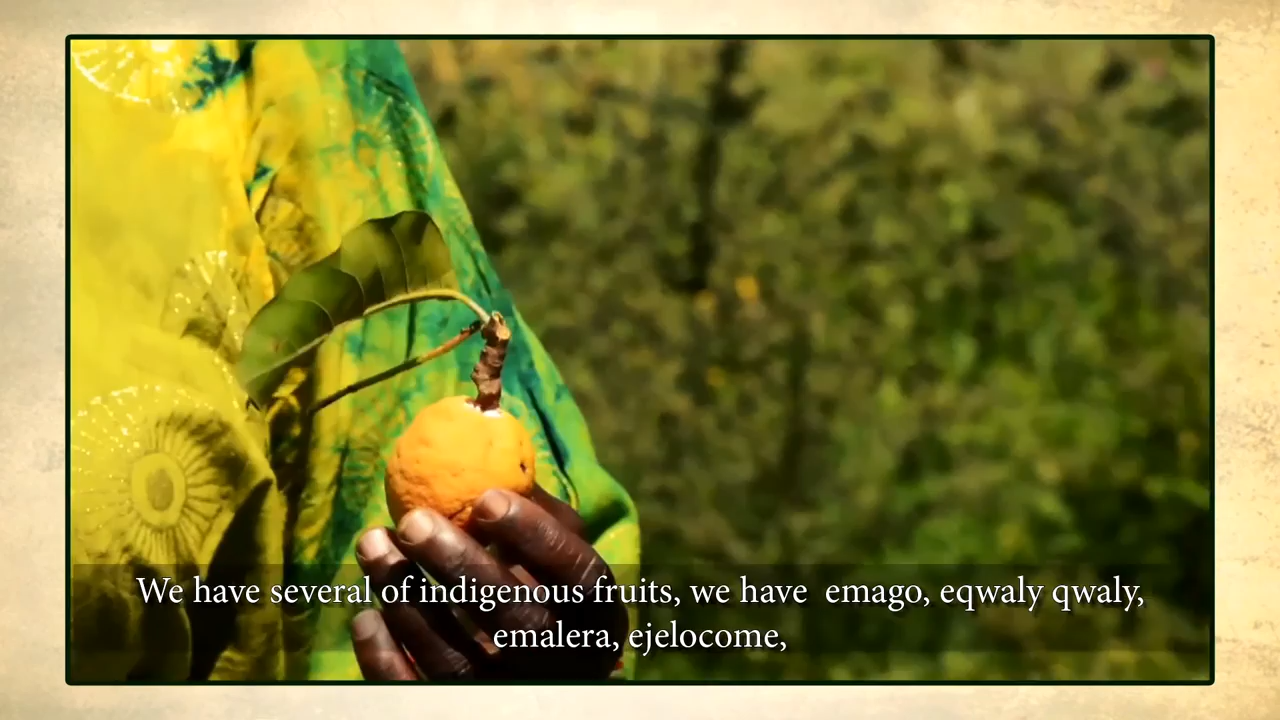 We have several of indigenous fruits, we have  emago, eqwaly qwaly,
emalera, ejelocome,